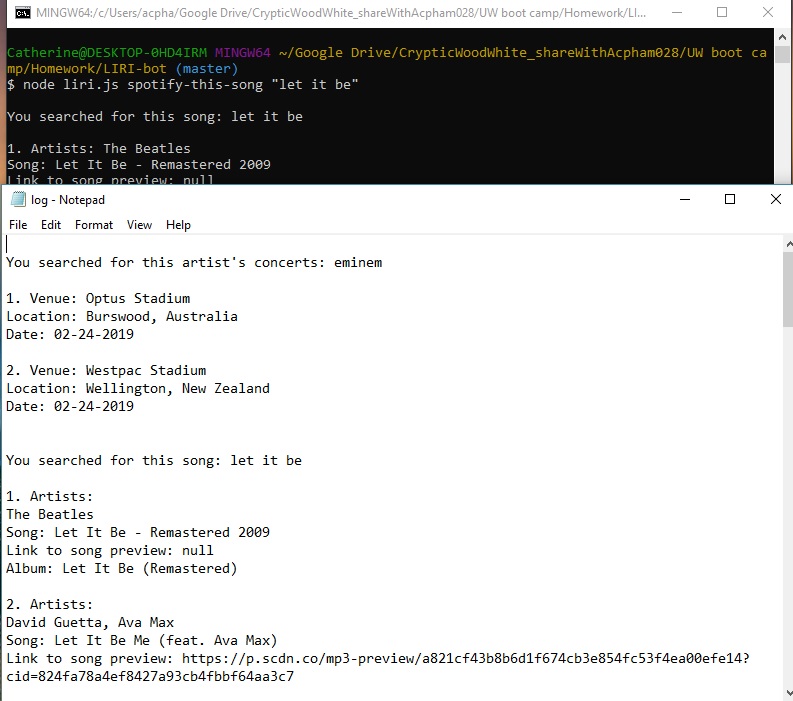 MINGW64:/c/Users/acpha/Google Drive/CrypticWoodWhite_shareWithAcpham028/UW boot camp/Homework/LI...
Catherine@DESKTOP-0HD4IRM MINGW64 ~/Google Drive/CrypticWoodWhite_shareWithAcpham028/UW boot ca
mp/Homework/LIRI-bot (master)
$ node liri.js spotify-this-song "let it be"
You searched for this song: let it be
1. Artists: The Beatles
Song: Let It Be - Remastered 2009
Link to song preview: null
log - Notepad
File Edit Format View Help
You searched for this artist's concerts: eminem
1. Venue: Optus Stadium
Location: Burswood, Australia
Date: 02-24-2019
2. Venue: Westpac Stadium
Location: Wellington, New Zealand
Date: 02-24-2019
You searched for this song: let it be
1. Artists:
The Beatles
Song: Let It Be - Remastered 2009
Link to song preview: null
Album: Let It Be (Remastered)
2. Artists:
David Guetta, Ava Max
Song: Let It Be Me (feat. Ava Max)
Link to song preview: https://p.scdn.co/mp3-preview/a821cf43b8b6d1f674cb3e854fc53f4ea00efe14?
cid=824fa78a4ef8427a93cb4fbbf64aa3c7